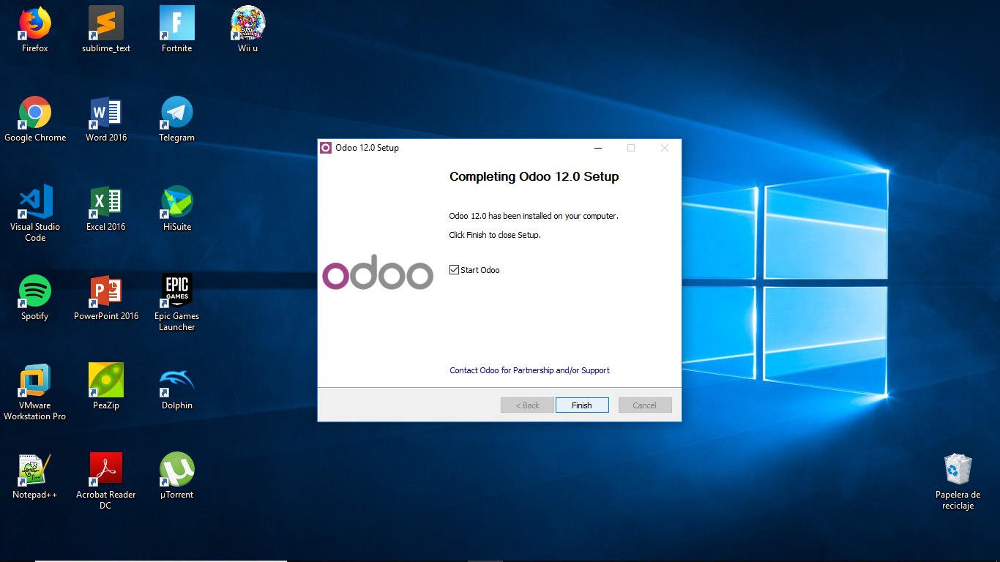 Firefox
sublime_text
Fortnite
Wii u
Google Chrome
Word 2016
Telegram
Visual Studio
Code
Excel 2016
HiSuite
Spotify
PowerPoint 2016
EPIC
GAMES
Epic Games
Launcher
VMware
Workstation Pro
PeaZip
Dolphin
Notepad++
Acrobat Reader
DC
µTorrent
Papelera de
reciclaje
Odoo 12.0 Setup
Completing Odoo 12.0 Setup
Odoo 12.0 has been installed on your computer.
Click Finish to close Setup.
odoo
Start Odoo
Contact Odoo for Partnership and/or Support
< Back
Finish
Cancel